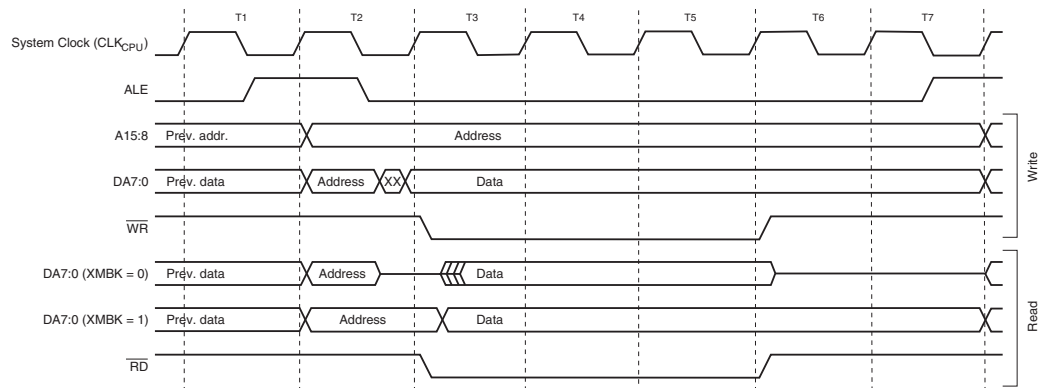 T1 T2 T3 T4 T5 T6 T7
System Clock (CLKCPU)
ALE
A15:8 Prev. addr. Address
DA7:0 Prev. data Address XX Data
WR
Write
DA7:0 (XMBK = 0) Prev. data Address Data
DA7:0 (XMBK = 1) Prev. data Address Data
RD
Read